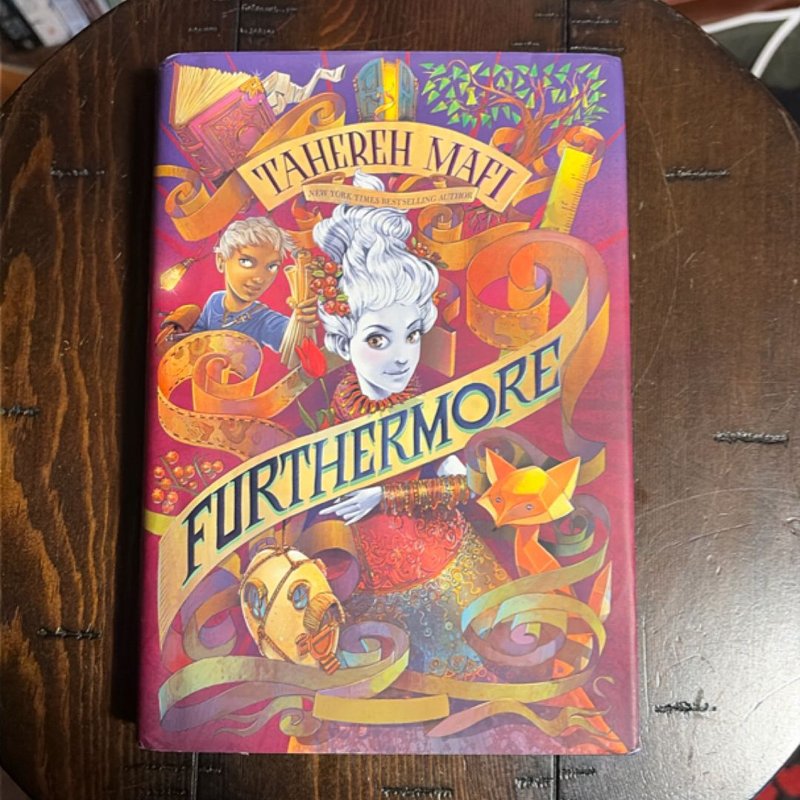 TAHEREH MAFI
NEW YORK TIMES BESTSELLING AUTHOR
FURTHERMORE